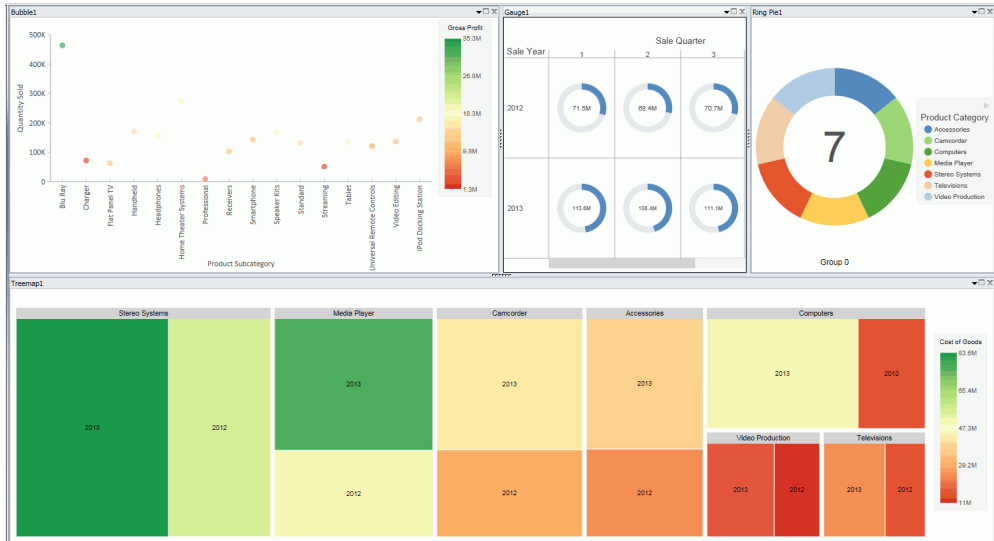 Bubble1
Gross Profit
35.3M
26.8M
18.3M
9.8M
1.3M
Quantity Sold
500K
400K
300K
200K
100K
0
Blu Ray
Charger
Flat Panel TV
Handheld
Headphones
Home Theater Systems
Professional
Receivers
Smartphone
Speaker Kits
Standard
Streaming
Tablet
Universal Remote Controls
Video Editing
iPod Docking Station
Product Subcategory
Gauge1
Sale Quarter
Sale Year
1
2
3
2012
71.5M
68.4M
70.7M
2013
113.6M
108.4M
111.1M
Ring Pie1
7
Group 0
Product Category
Accessories
Camcorder
Computers
Media Player
Stereo Systems
Televisions
Video Production
Treemap1
Stereo Systems
2013
2012
Media Player
2013
2012
Camcorder
2013
2012
Accessories
2013
2012
Computers
2013
2012
Video Production
2013
2012
Televisions
2013
2012
Cost of Goods
83.6M
65.4M
47.3M
29.2M
11M